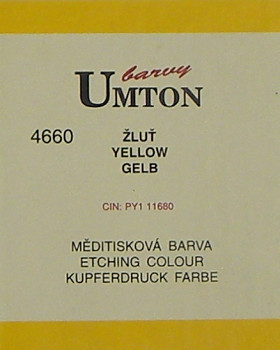 barvy
UMTON
4660 ŽLUŤ
YELLOW
GELB
CIN: PY1 11680
MĚDITISKOVÁ BARVA
ETCHING COLOUR
KUPFERDRUCK FARBE